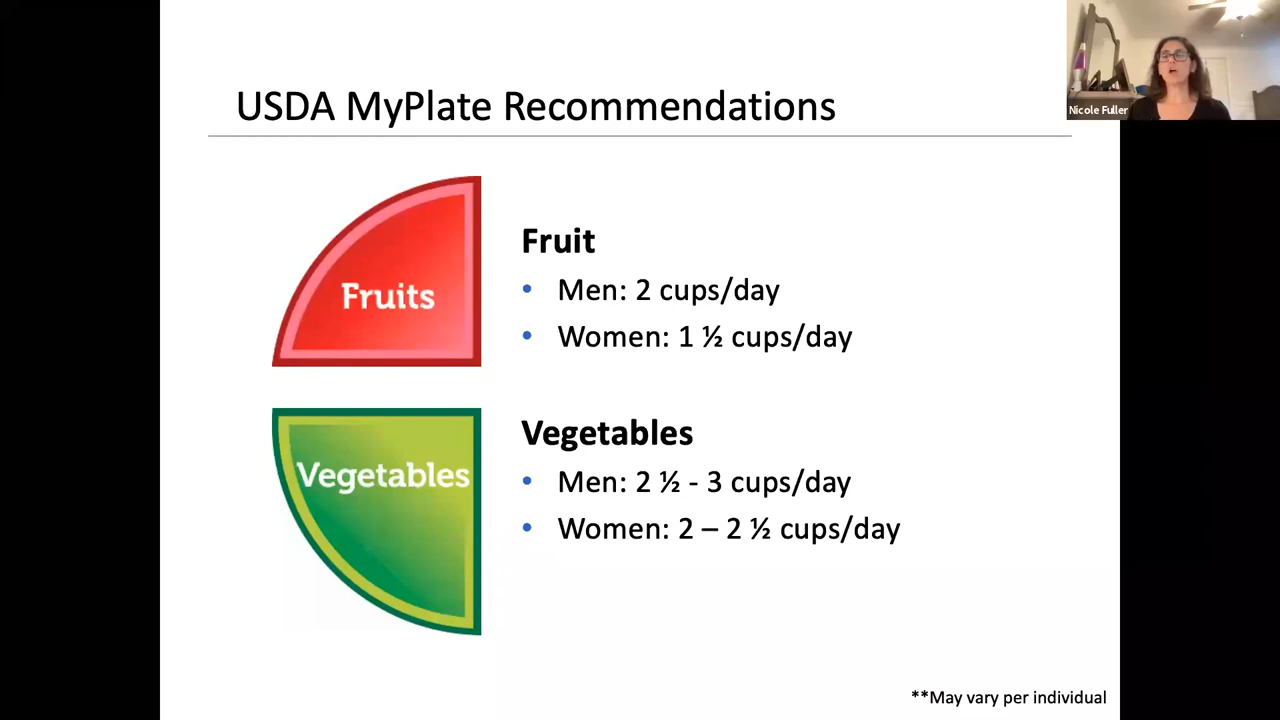 USDA MyPlate Recommendations
Nicole Fuller
Fruits
Fruit
• Men: 2 cups/day
• Women: 1 ½ cups/day
Vegetables
Vegetables
• Men: 2 ½ - 3 cups/day
• Women: 2 – 2 ½ cups/day
**May vary per individual